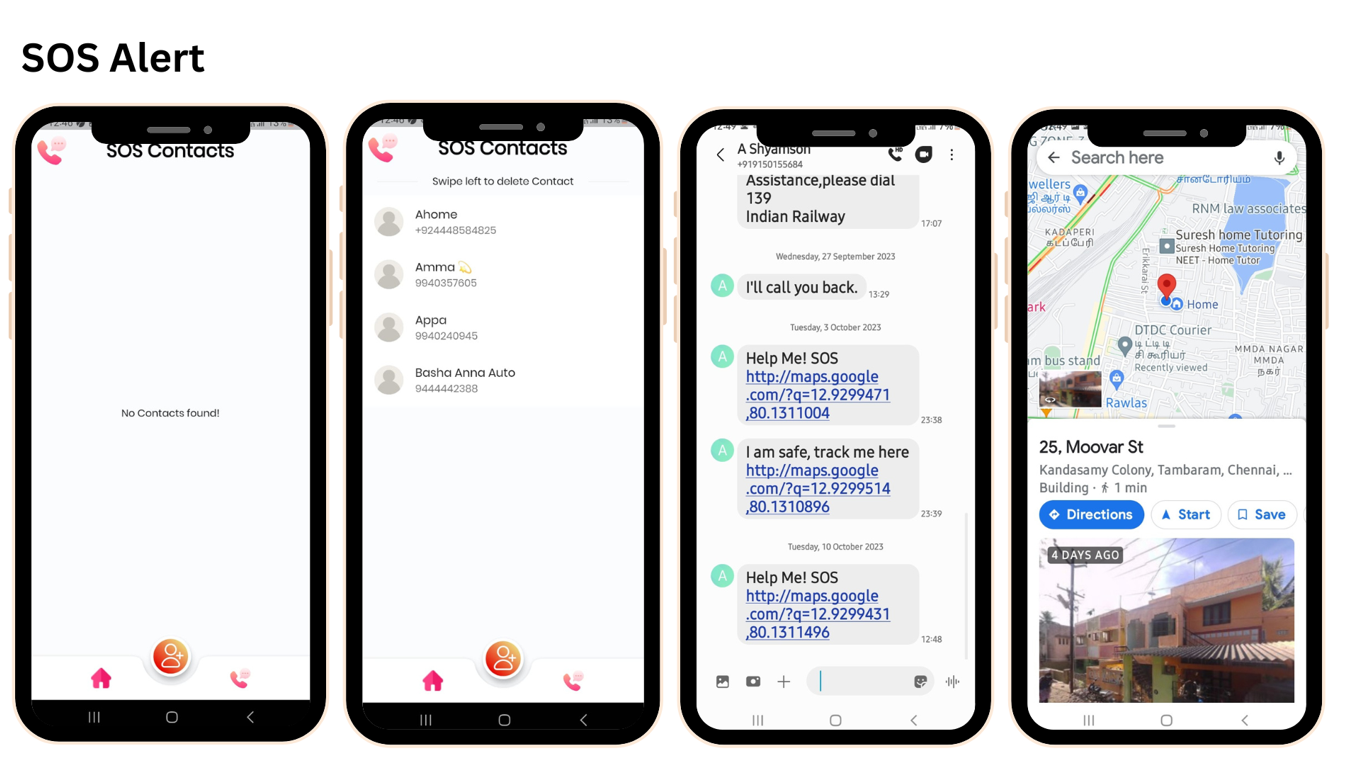 SOS Alert
SOS Contacts
No Contacts found!
SOS Contacts
Swipe left to delete Contact
Ahome
+924448584825
Amma 💫
9940357605
Appa
9940240945
Basha Anna Auto
9444442388
A Shyamson
+919150155684
Assistance,please dial
139
Indian Railway
17:07
Wednesday, 27 September 2023
A
I'll call you back.
13:29
Tuesday, 3 October 2023
A
Help Me! SOS
http://maps.google
.com/?q=12.9299471
,80.1311004
23:38
A
I am safe, track me here
http://maps.google
.com/?q=12.9299514
,80.1310896
23:39
Tuesday, 10 October 2023
A
Help Me! SOS
http://maps.google
.com/?q=12.9299431
,80.1311496
12:48
Search here
wellers
RNM law associates
KADAPERI
கடப்பேரி
Erikkarai St
Suresh home Tutoring
Suresh Home Tutoring
NEET - Home Tutor
Home
ark
DTDC Courier
டி டி டி
சி கூரியர்
Recently viewed
MMDA NAGAR
MMDA
நகர்
am bus stand
Rawlas
25, Moovar St
Kandasamy Colony, Tambaram, Chennai, ...
Building · 1 min
Directions
Start
Save
4 DAYS AGO